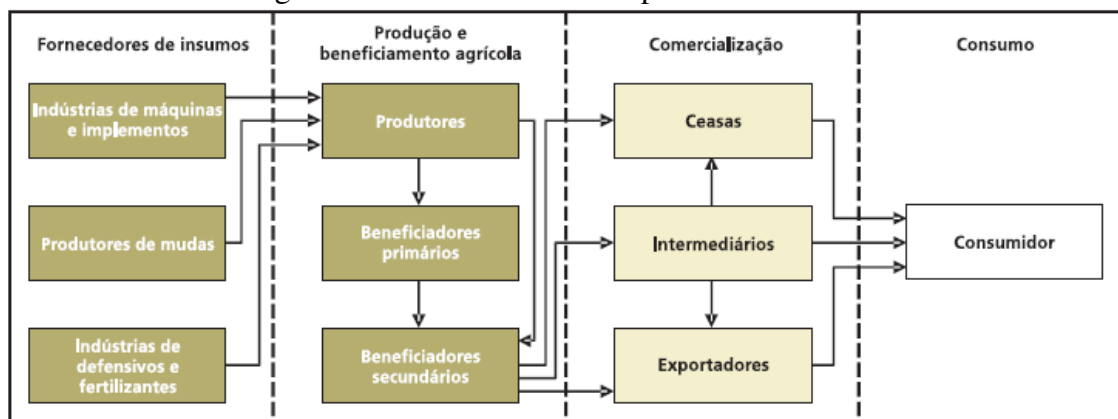 Fornecedores de insumos
Produção e
beneficiamento agrícola
Comercialização
Consumo
Indústrias de máquinas
e implementos
Produtores
Ceasas
Produtores de mudas
Beneficiadores
primários
Intermediários
Consumidor
Indústrias de
defensivos e
fertilizantes
Beneficiadores
secundários
Exportadores